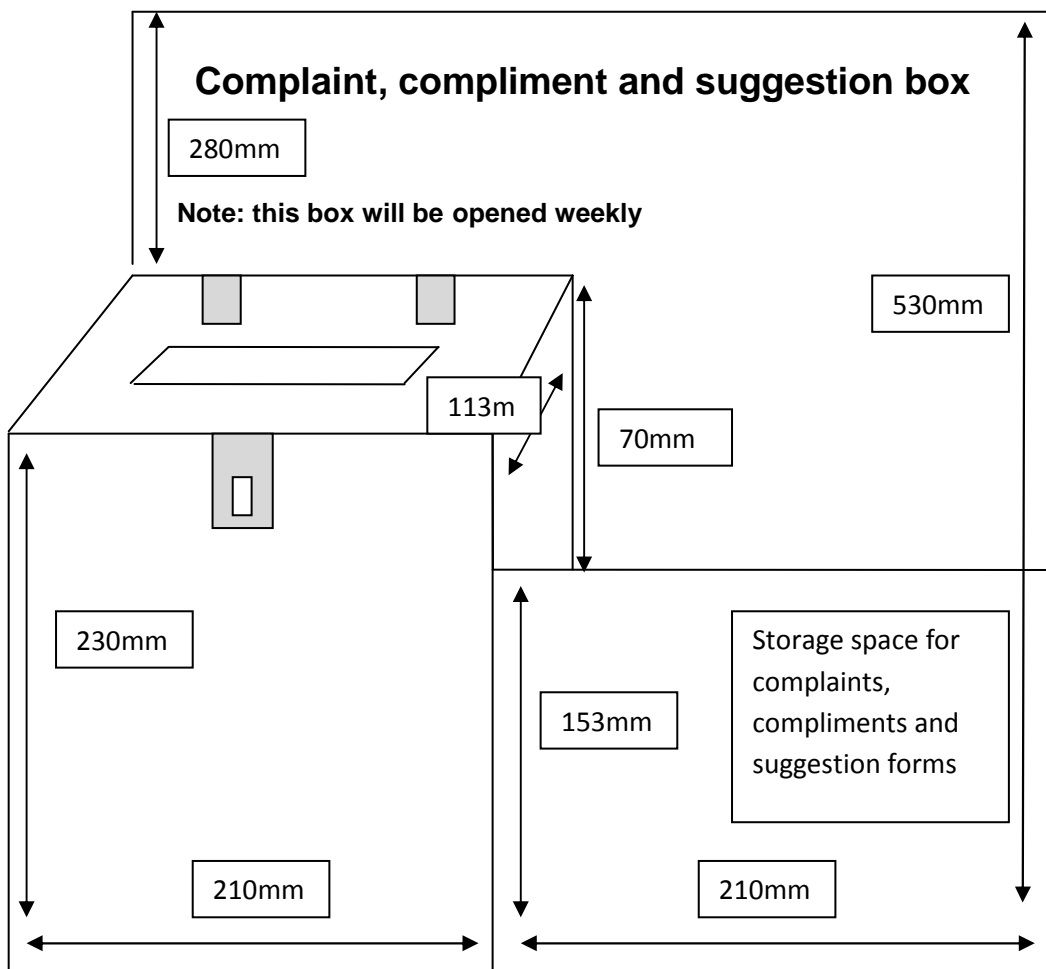 Complaint, compliment and suggestion box
280mm
Note: this box will be opened weekly
530mm
113m
70mm
230mm
Storage space for
complaints,
compliments and
suggestion forms
153mm
210mm
210mm